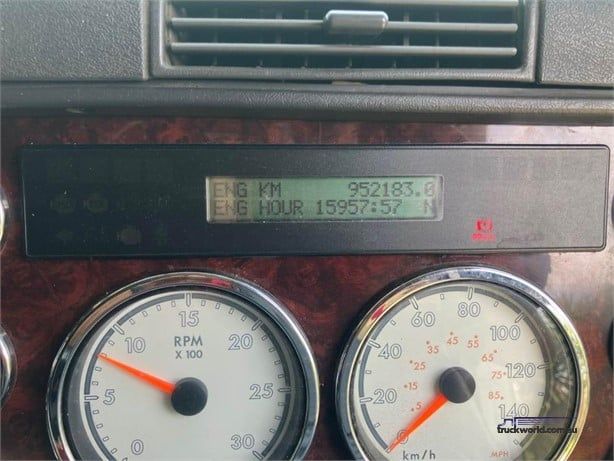 ENG KM 952183.0
ENG HOUR 15957:57 N
0 5 10 15 20 25 30
RPM
X 100
0 20 40 60 80 100 120 140
5 15 25 35 45 55 65 75 85
km/h
MPH
truckworld.com.au